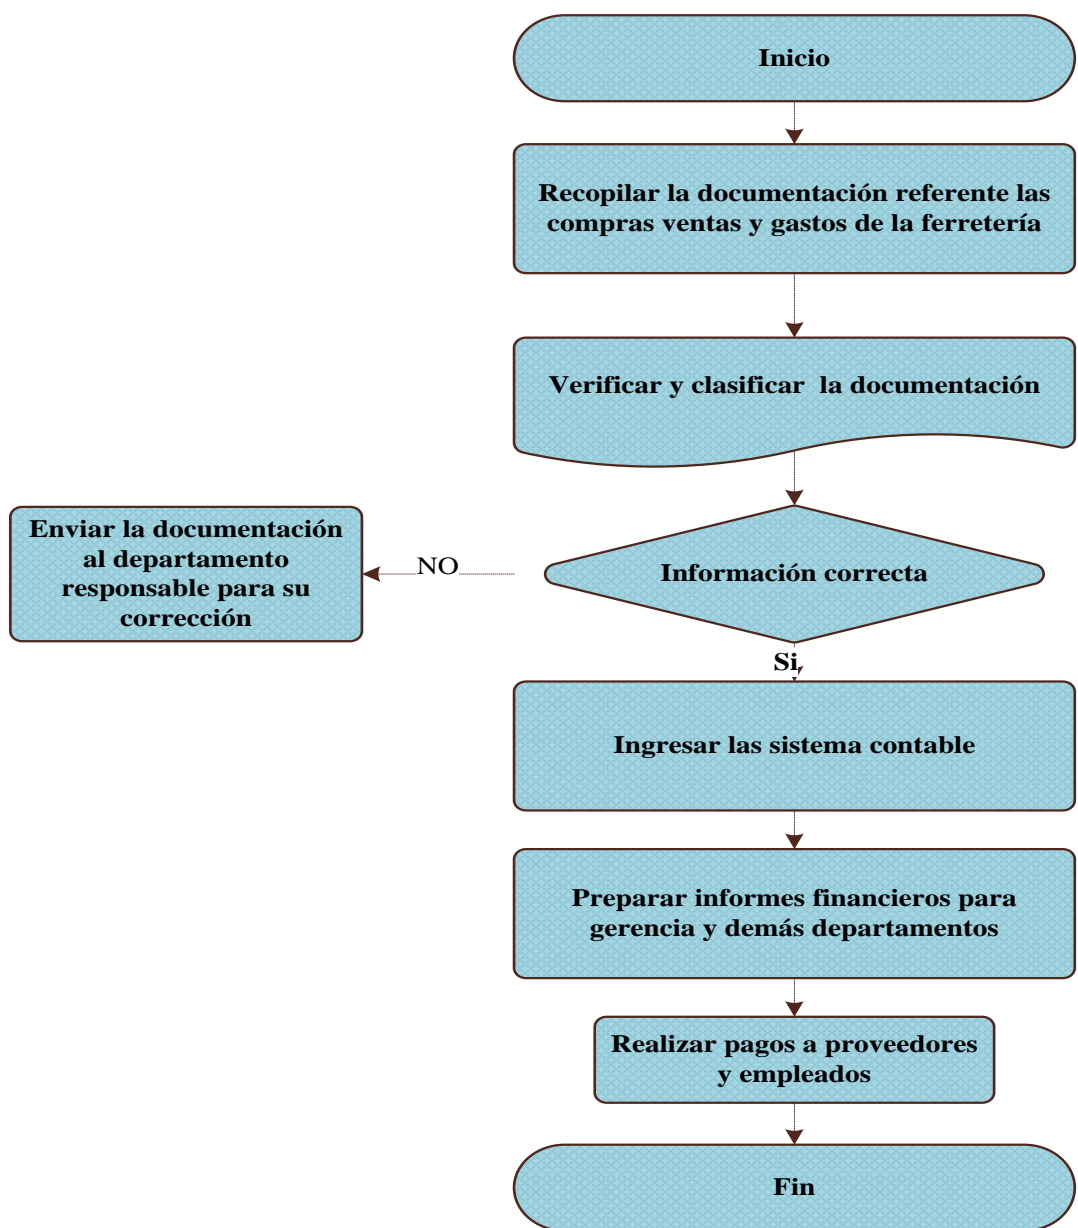 Inicio
Recopilar la documentación referente las
compras ventas y gastos de la ferretería
Verificar y clasificar  la documentación
Enviar la documentación
al departamento
responsable para su
corrección
NO
Información correcta
Si
Ingresar las sistema contable
Preparar informes financieros para
gerencia y demás departamentos
Realizar pagos a proveedores
y empleados
Fin